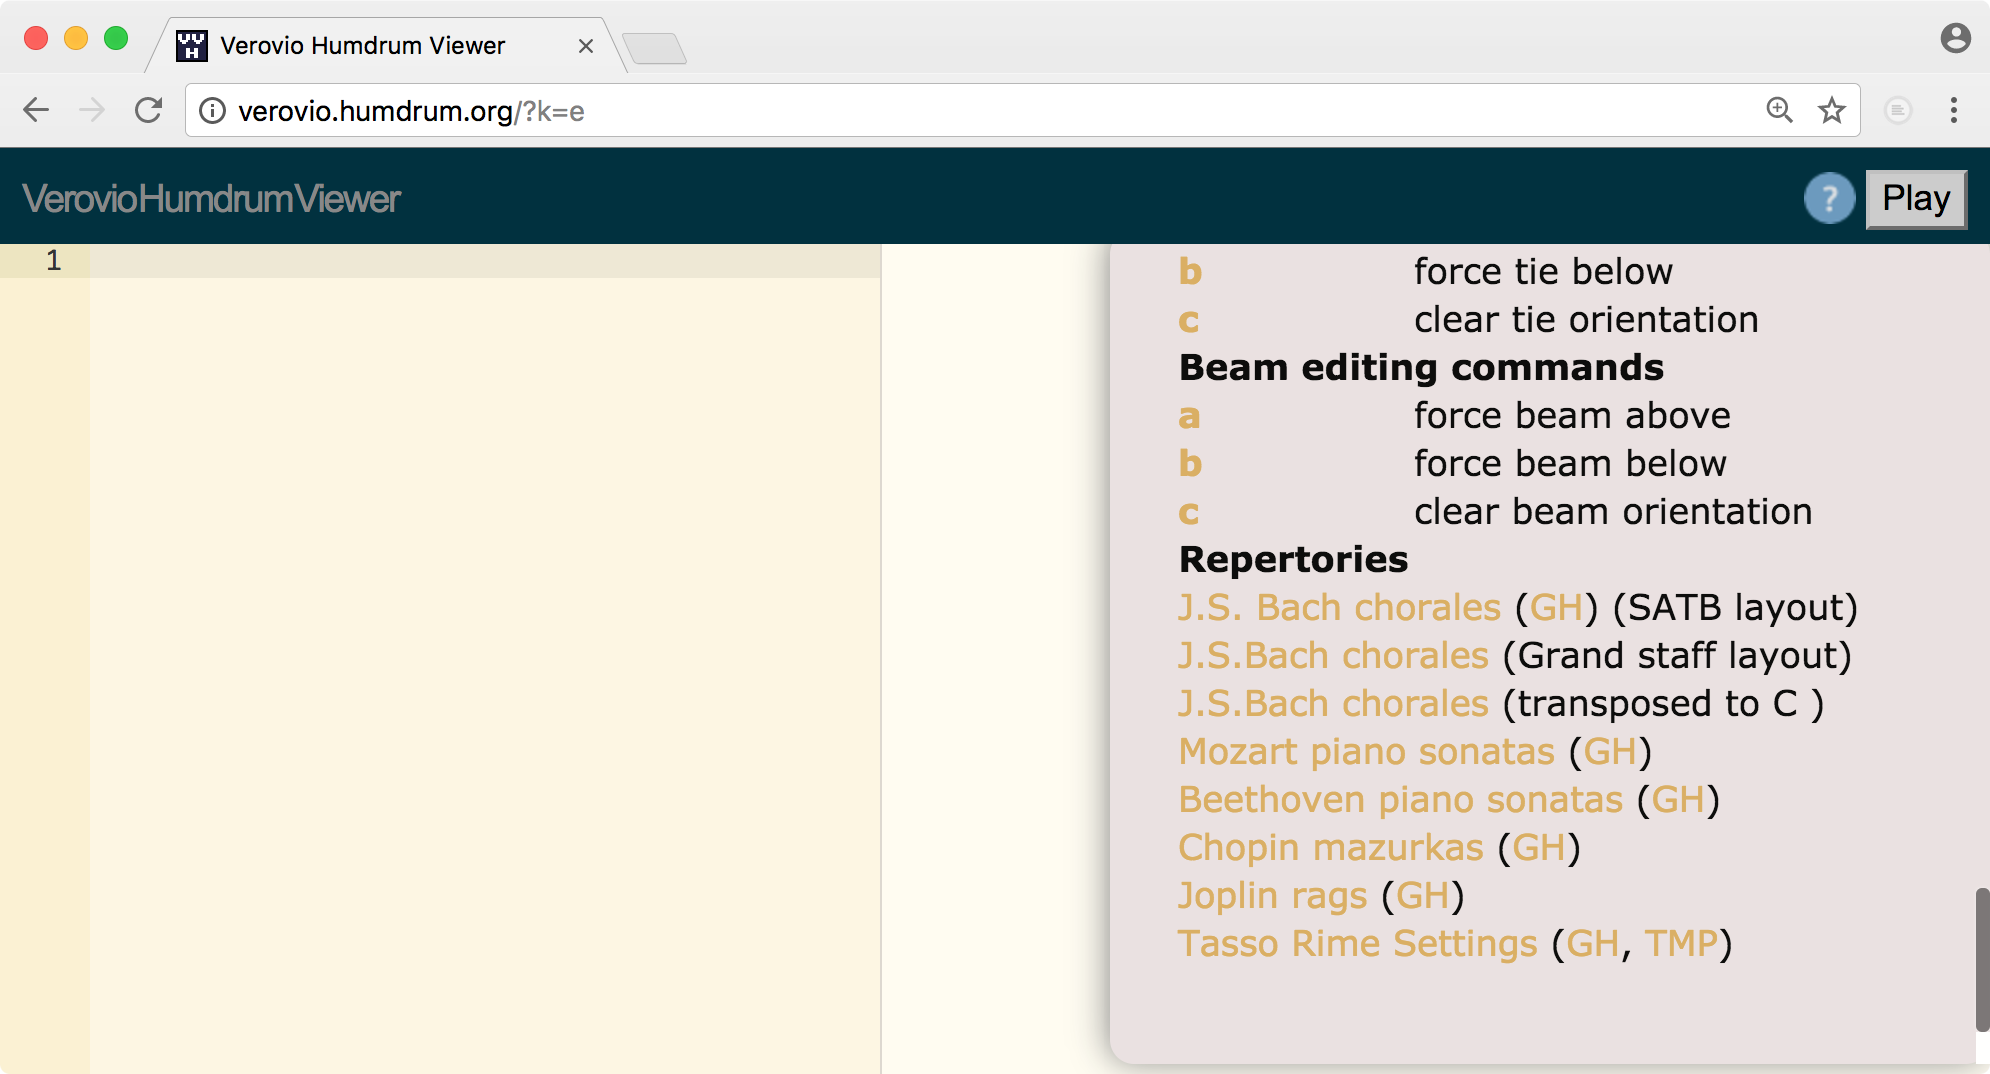 Verovio Humdrum Viewer
verovio.humdrum.org/?k=e
VerovioHumdrumViewer
? Play
1
b force tie below
c clear tie orientation
Beam editing commands
a force beam above
b force beam below
c clear beam orientation
Repertories
J.S. Bach chorales (GH) (SATB layout)
J.S.Bach chorales (Grand staff layout)
J.S.Bach chorales (transposed to C )
Mozart piano sonatas (GH)
Beethoven piano sonatas (GH)
Chopin mazurkas (GH)
Joplin rags (GH)
Tasso Rime Settings (GH, TMP)